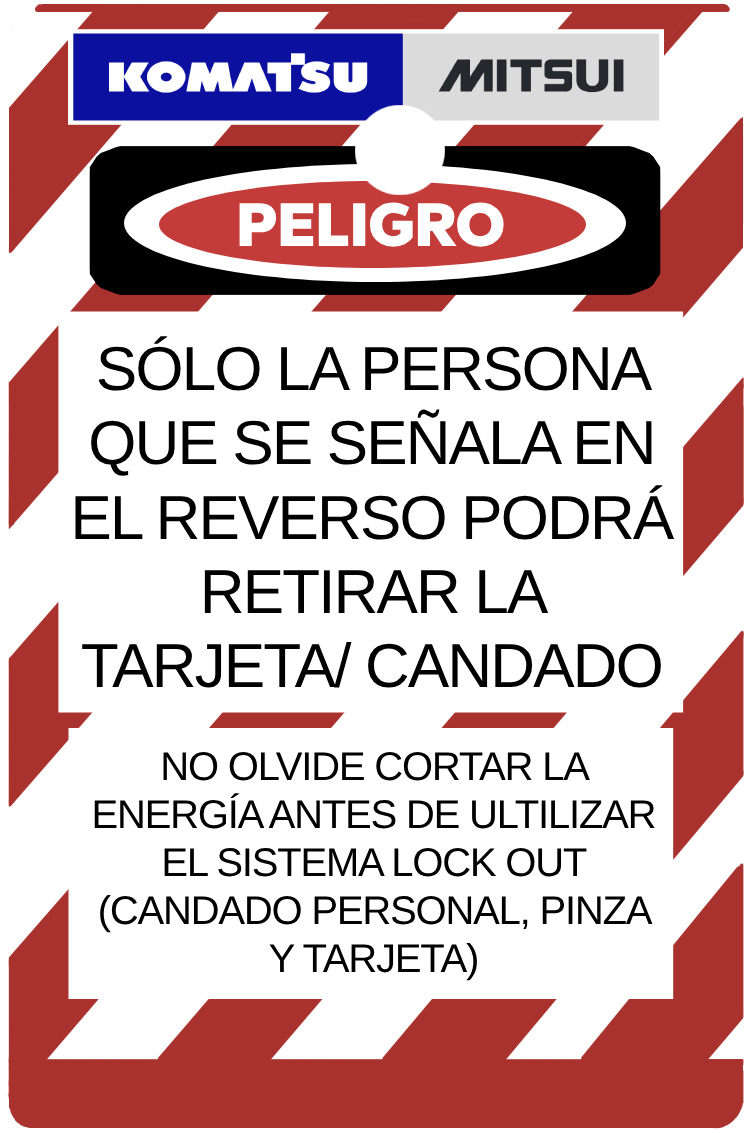 KOMATSU MITSUI
PELIGRO
SÓLO LA PERSONA
QUE SE SEÑALA EN
EL REVERSO PODRÁ
RETIRAR LA
TARJETA/ CANDADO
NO OLVIDE CORTAR LA
ENERGÍA ANTES DE ULTILIZAR
EL SISTEMA LOCK OUT
(CANDADO PERSONAL, PINZA
Y TARJETA)